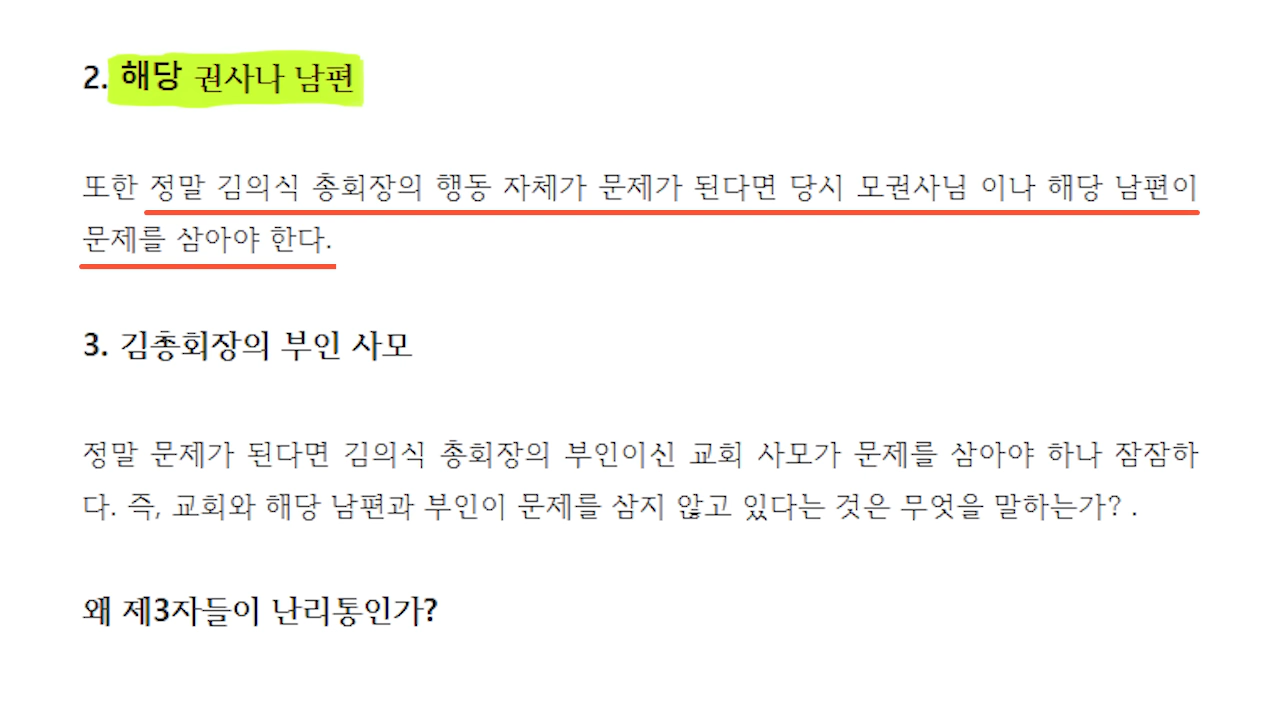 2. 해당 권사나 남편
또한 정말 김의식 총회장의 행동 자체가 문제가 된다면 당시 모권사님 이나 해당 남편이
문제를 삼아야 한다.
3. 김총회장의 부인 사모
정말 문제가 된다면 김의식 총회장의 부인이신 교회 사모가 문제를 삼아야 하나 잠잠하
다. 즉, 교회와 해당 남편과 부인이 문제를 삼지 않고 있다는 것은 무엇을 말하는가? .
왜 제3자들이 난리통인가?